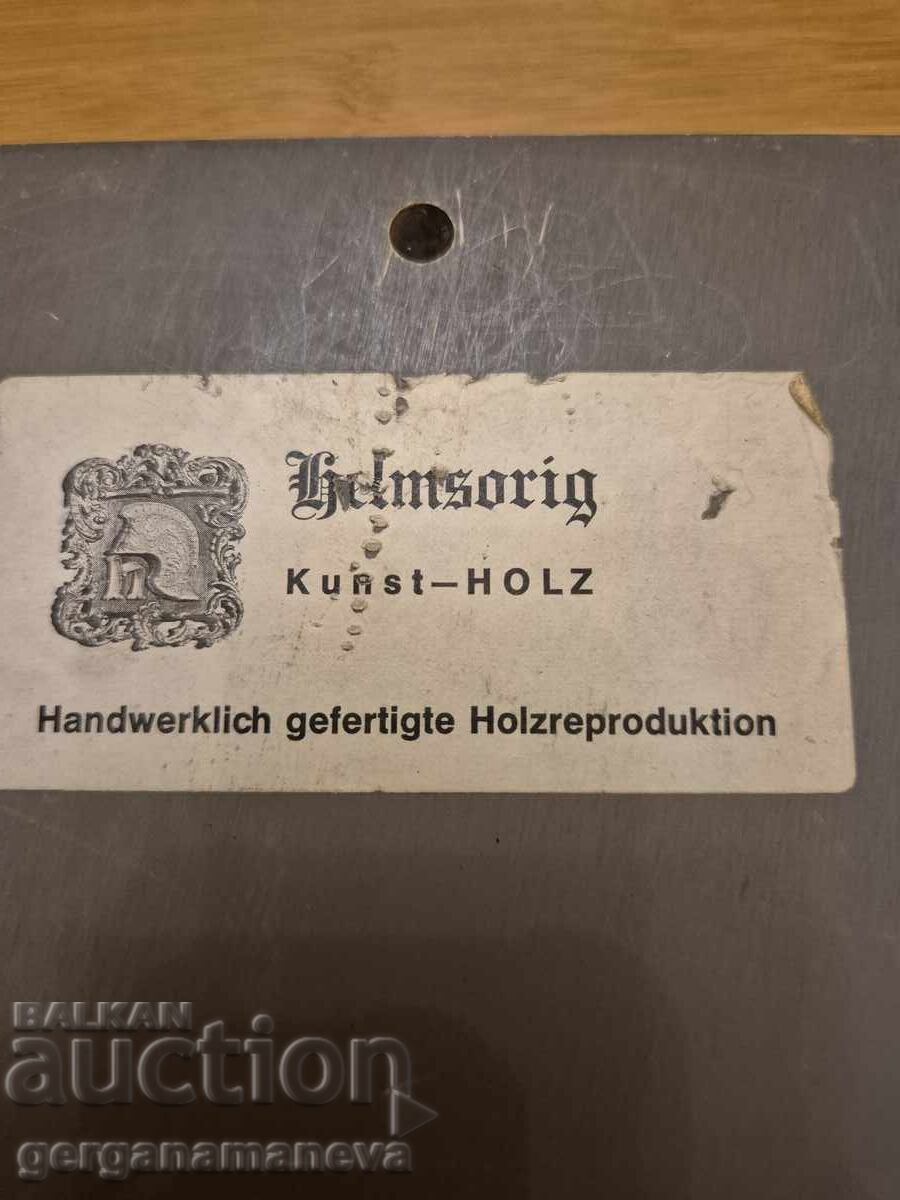 Helmsorig
Kunst–HOLZ
Handwerklich gefertigte Holzreproduktion
BALKAN
auction
gerganamaneva